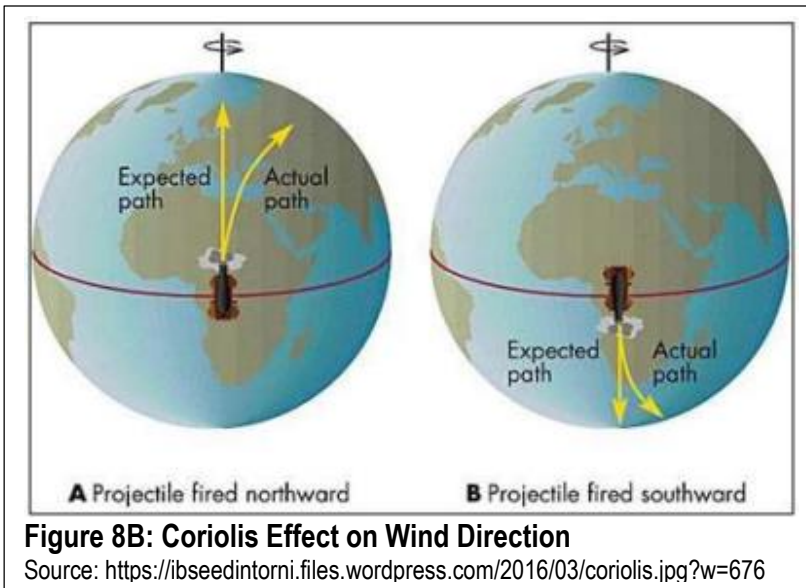 Expected
path
Actual
path
Expected
path
Actual
path
A Projectile fired northward
B Projectile fired southward
Figure 8B: Coriolis Effect on Wind Direction
Source: https://ibseedintorni.files.wordpress.com/2016/03/coriolis.jpg?w=676